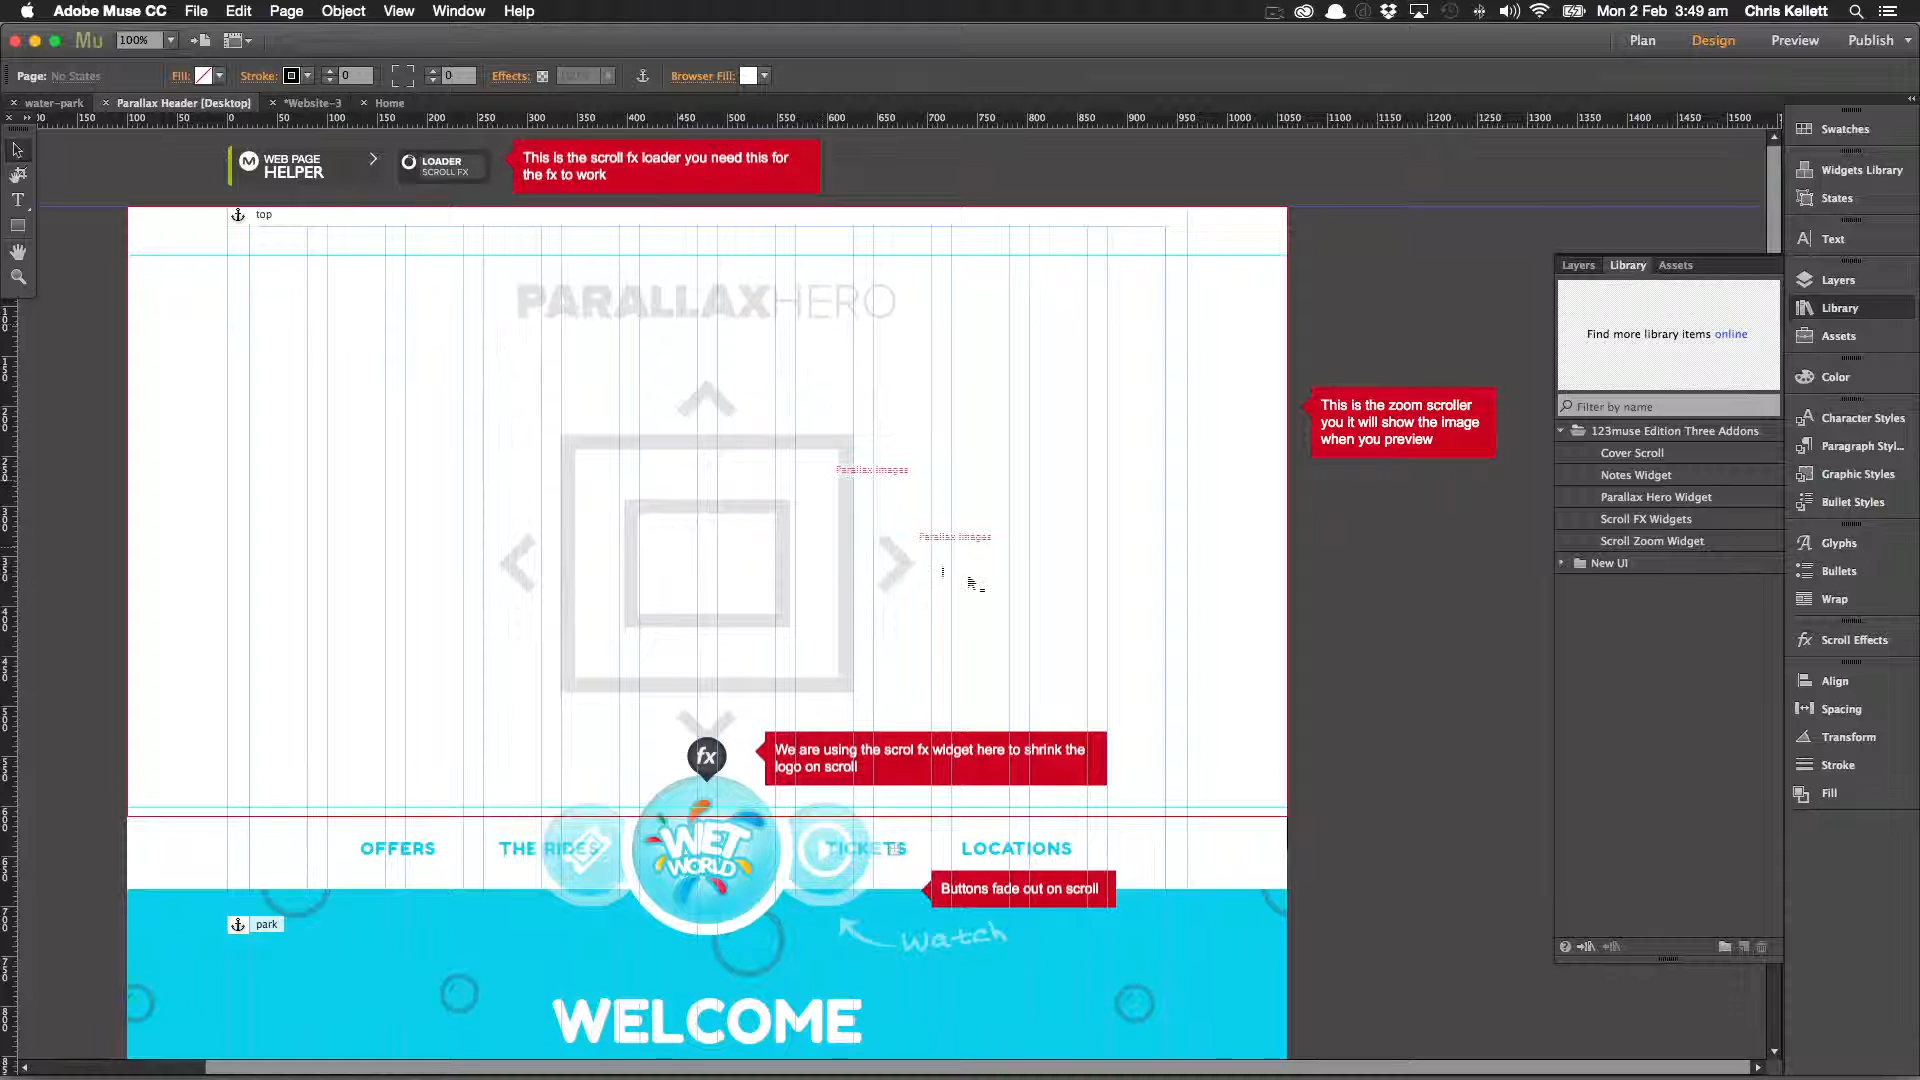 Adobe Muse CC File Edit Page Object View Window Help
Mon 2 Feb 3:49 am Chris Kellett
Mu 100%
Plan Design Preview Publish
Page: No States Fill: Stroke: 0 0 Effects: 100% Browser Fill:
water-park Parallax Header [Desktop] *Website-3 Home
WEB PAGE
HELPER
LOADER
SCROLL FX
This is the scroll fx loader you need this for
the fx to work
top
PARALLAXHERO
Parallax Images
Parallax Images
This is the zoom scroller
you it will show the image
when you preview
fx
We are using the scrol fx widget here to shrink the
logo on scroll
OFFERS THE RIDES TICKETS LOCATIONS
WET
WORLD
Buttons fade out on scroll
park
Watch
WELCOME
Layers Library Assets
Find more library items online
Filter by name
123muse Edition Three Addons
Cover Scroll
Notes Widget
Parallax Hero Widget
Scroll FX Widgets
Scroll Zoom Widget
New UI
Swatches
Widgets Library
States
Text
Layers
Library
Assets
Color
Character Styles
Paragraph Styl...
Graphic Styles
Bullet Styles
Glyphs
Bullets
Wrap
Scroll Effects
Align
Spacing
Transform
Stroke
Fill